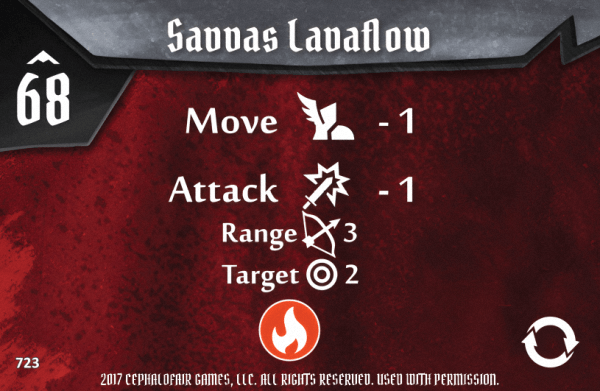 Savvas Lavaflow
68
Move - 1
Attack - 1
Range 3
Target 2
723
2017 CEPHALOFAIR GAMES, LLC. ALL RIGHTS RESERVED. USED WITH PERMISSION.